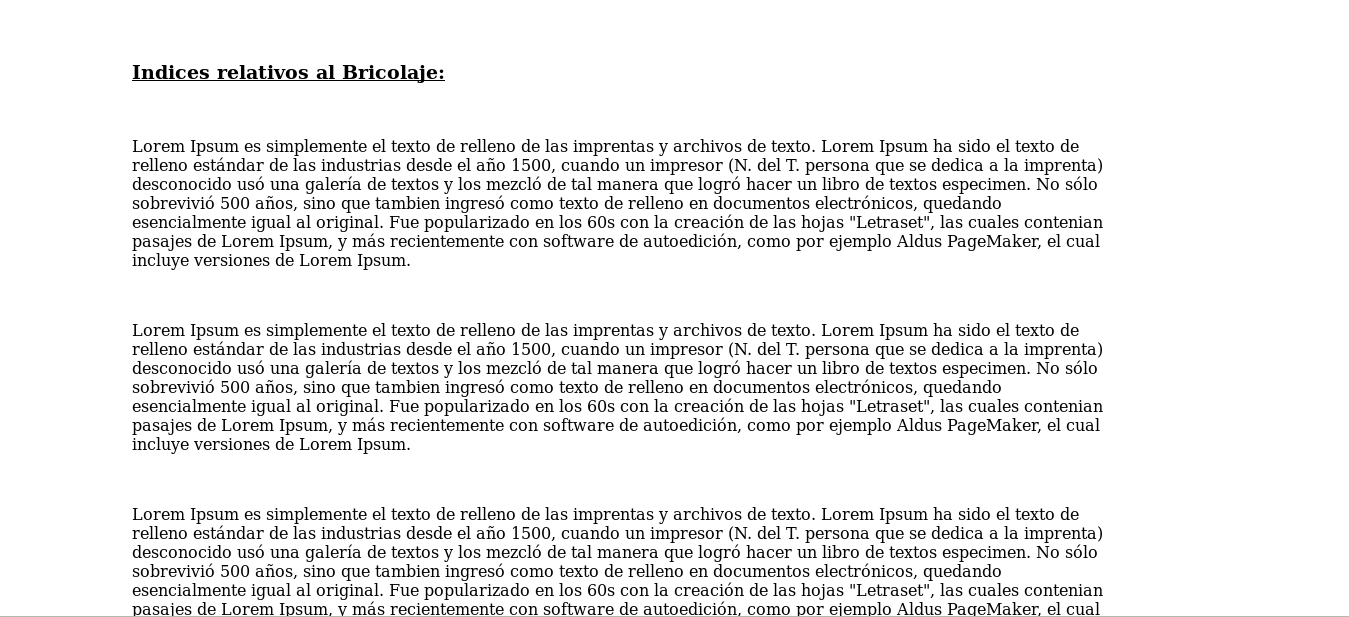 Indices relativos al Bricolaje:
Lorem Ipsum es simplemente el texto de relleno de las imprentas y archivos de texto. Lorem Ipsum ha sido el texto de
relleno estándar de las industrias desde el año 1500, cuando un impresor (N. del T. persona que se dedica a la imprenta)
desconocido usó una galería de textos y los mezcló de tal manera que logró hacer un libro de textos especimen. No sólo
sobrevivió 500 años, sino que tambien ingresó como texto de relleno en documentos electrónicos, quedando
esencialmente igual al original. Fue popularizado en los 60s con la creación de las hojas "Letraset", las cuales contenian
pasajes de Lorem Ipsum, y más recientemente con software de autoedición, como por ejemplo Aldus PageMaker, el cual
incluye versiones de Lorem Ipsum.
Lorem Ipsum es simplemente el texto de relleno de las imprentas y archivos de texto. Lorem Ipsum ha sido el texto de
relleno estándar de las industrias desde el año 1500, cuando un impresor (N. del T. persona que se dedica a la imprenta)
desconocido usó una galería de textos y los mezcló de tal manera que logró hacer un libro de textos especimen. No sólo
sobrevivió 500 años, sino que tambien ingresó como texto de relleno en documentos electrónicos, quedando
esencialmente igual al original. Fue popularizado en los 60s con la creación de las hojas "Letraset", las cuales contenian
pasajes de Lorem Ipsum, y más recientemente con software de autoedición, como por ejemplo Aldus PageMaker, el cual
incluye versiones de Lorem Ipsum.
Lorem Ipsum es simplemente el texto de relleno de las imprentas y archivos de texto. Lorem Ipsum ha sido el texto de
relleno estándar de las industrias desde el año 1500, cuando un impresor (N. del T. persona que se dedica a la imprenta)
desconocido usó una galería de textos y los mezcló de tal manera que logró hacer un libro de textos especimen. No sólo
sobrevivió 500 años, sino que tambien ingresó como texto de relleno en documentos electrónicos, quedando
esencialmente igual al original. Fue popularizado en los 60s con la creación de las hojas "Letraset", las cuales contenian
pasajes de Lorem Ipsum, y más recientemente con software de autoedición, como por ejemplo Aldus PageMaker, el cual